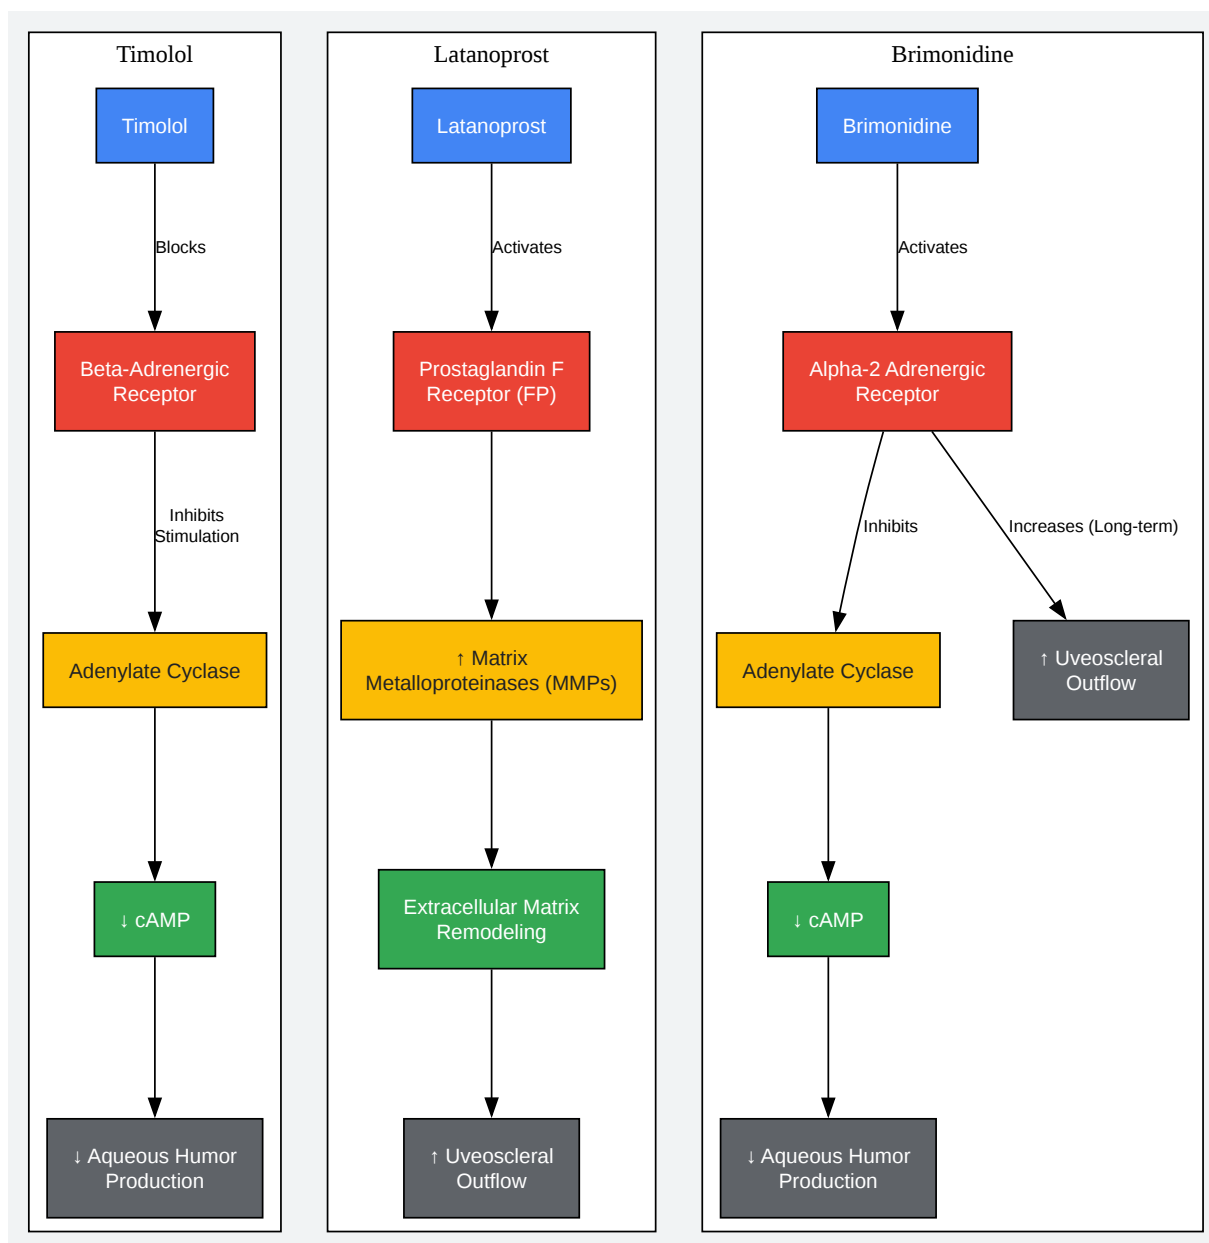 Timolol
Timolol
Blocks
Beta-Adrenergic
Receptor
Inhibits
Stimulation
Adenylate Cyclase
↓ cAMP
↓ Aqueous Humor
Production
Latanoprost
Latanoprost
Activates
Prostaglandin F
Receptor (FP)
↑ Matrix
Metalloproteinases (MMPs)
Extracellular Matrix
Remodeling
↑ Uveoscleral
Outflow
Brimonidine
Brimonidine
Activates
Alpha-2 Adrenergic
Receptor
Inhibits
Increases (Long-term)
Adenylate Cyclase
↑ Uveoscleral
Outflow
↓ cAMP
↓ Aqueous Humor
Production